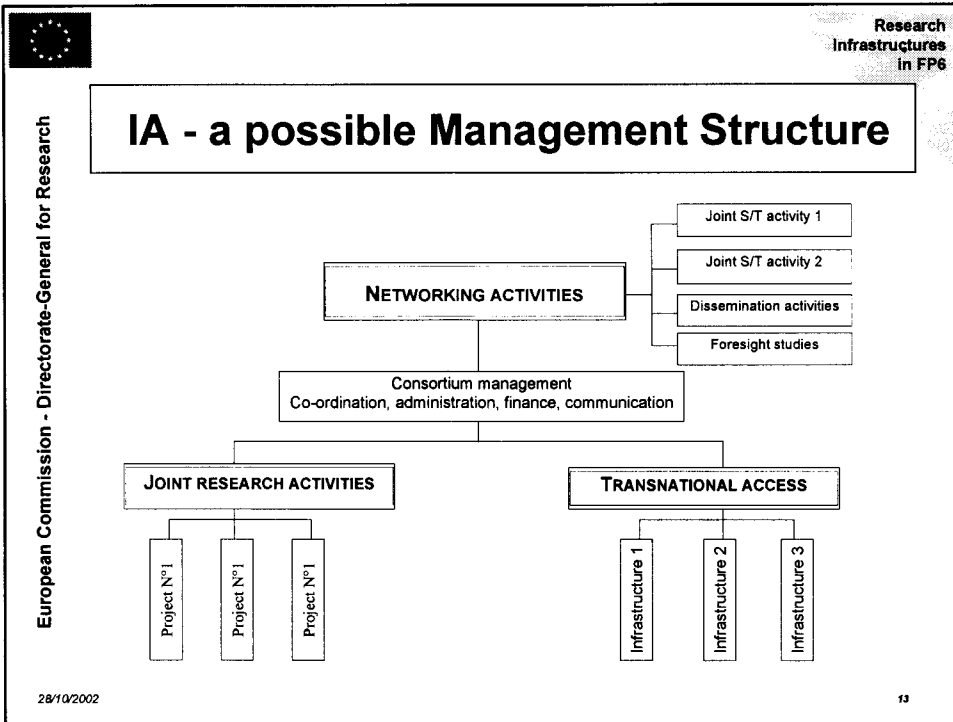 Research
Infrastructures
in FP6
European Commission - Directorate-General for Research
IA - a possible Management Structure
Joint S/T activity 1
Joint S/T activity 2
NETWORKING ACTIVITIES
Dissemination activities
Foresight studies
Consortium management
Co-ordination, administration, finance, communication
JOINT RESEARCH ACTIVITIES
TRANSNATIONAL ACCESS
Project N°1
Project N°1
Project N°1
Infrastructure 1
Infrastructure 2
Infrastructure 3
28/10/2002
13